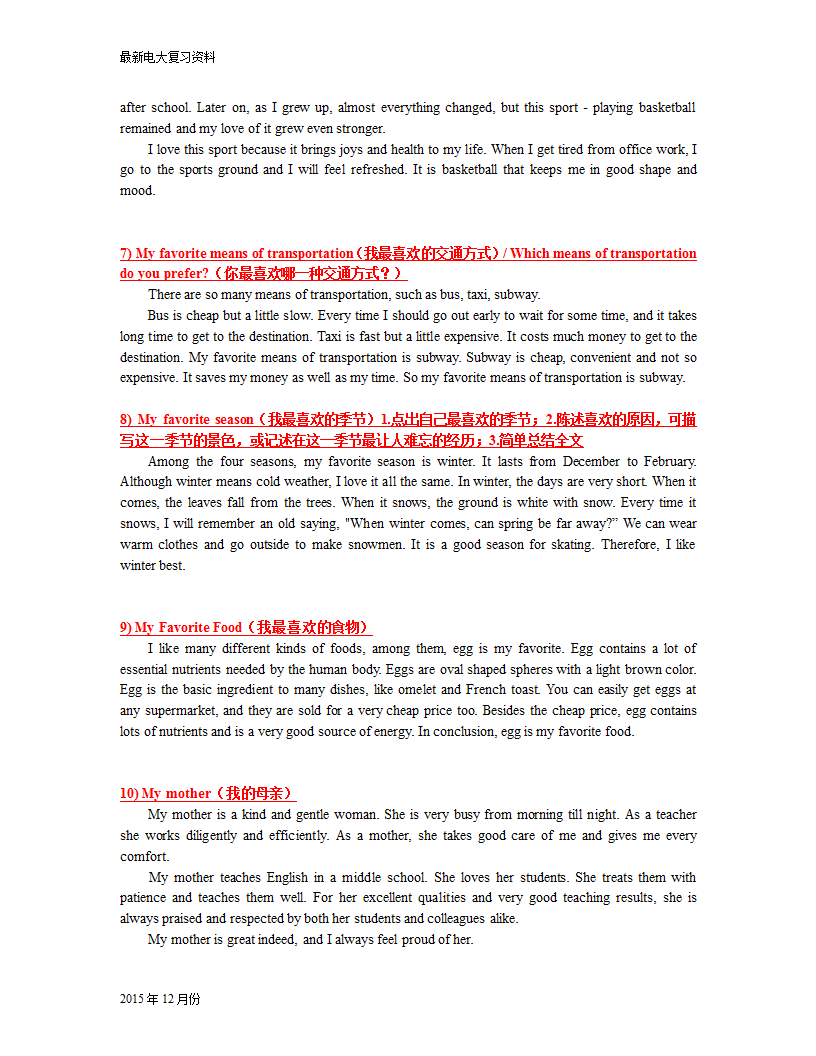 最新电大复习资料
after school. Later on, as I grew up, almost everything changed, but this sport - playing basketball
remained and my love of it grew even stronger.
I love this sport because it brings joys and health to my life. When I get tired from office work, I
go to the sports ground and I will feel refreshed. It is basketball that keeps me in good shape and
mood.
7) My favorite means of transportation（我最喜欢的交通方式）/ Which means of transportation
do you prefer?（你最喜欢哪一种交通方式？）
There are so many means of transportation, such as bus, taxi, subway.
Bus is cheap but a little slow. Every time I should go out early to wait for some time, and it takes
long time to get to the destination. Taxi is fast but a little expensive. It costs much money to get to the
destination. My favorite means of transportation is subway. Subway is cheap, convenient and not so
expensive. It saves my money as well as my time. So my favorite means of transportation is subway.
8) My favorite season（我最喜欢的季节）1.点出自己最喜欢的季节；2.陈述喜欢的原因，可描
写这一季节的景色，或记述在这一季节最让人难忘的经历；3.简单总结全文
Among the four seasons, my favorite season is winter. It lasts from December to February.
Although winter means cold weather, I love it all the same. In winter, the days are very short. When it
comes, the leaves fall from the trees. When it snows, the ground is white with snow. Every time it
snows, I will remember an old saying, "When winter comes, can spring be far away?” We can wear
warm clothes and go outside to make snowmen. It is a good season for skating. Therefore, I like
winter best.
9) My Favorite Food（我最喜欢的食物）
I like many different kinds of foods, among them, egg is my favorite. Egg contains a lot of
essential nutrients needed by the human body. Eggs are oval shaped spheres with a light brown color.
Egg is the basic ingredient to many dishes, like omelet and French toast. You can easily get eggs at
any supermarket, and they are sold for a very cheap price too. Besides the cheap price, egg contains
lots of nutrients and is a very good source of energy. In conclusion, egg is my favorite food.
10) My mother（我的母亲）
My mother is a kind and gentle woman. She is very busy from morning till night. As a teacher
she works diligently and efficiently. As a mother, she takes good care of me and gives me every
comfort.
My mother teaches English in a middle school. She loves her students. She treats them with
patience and teaches them well. For her excellent qualities and very good teaching results, she is
always praised and respected by both her students and colleagues alike.
My mother is great indeed, and I always feel proud of her.
2015 年 12 月份